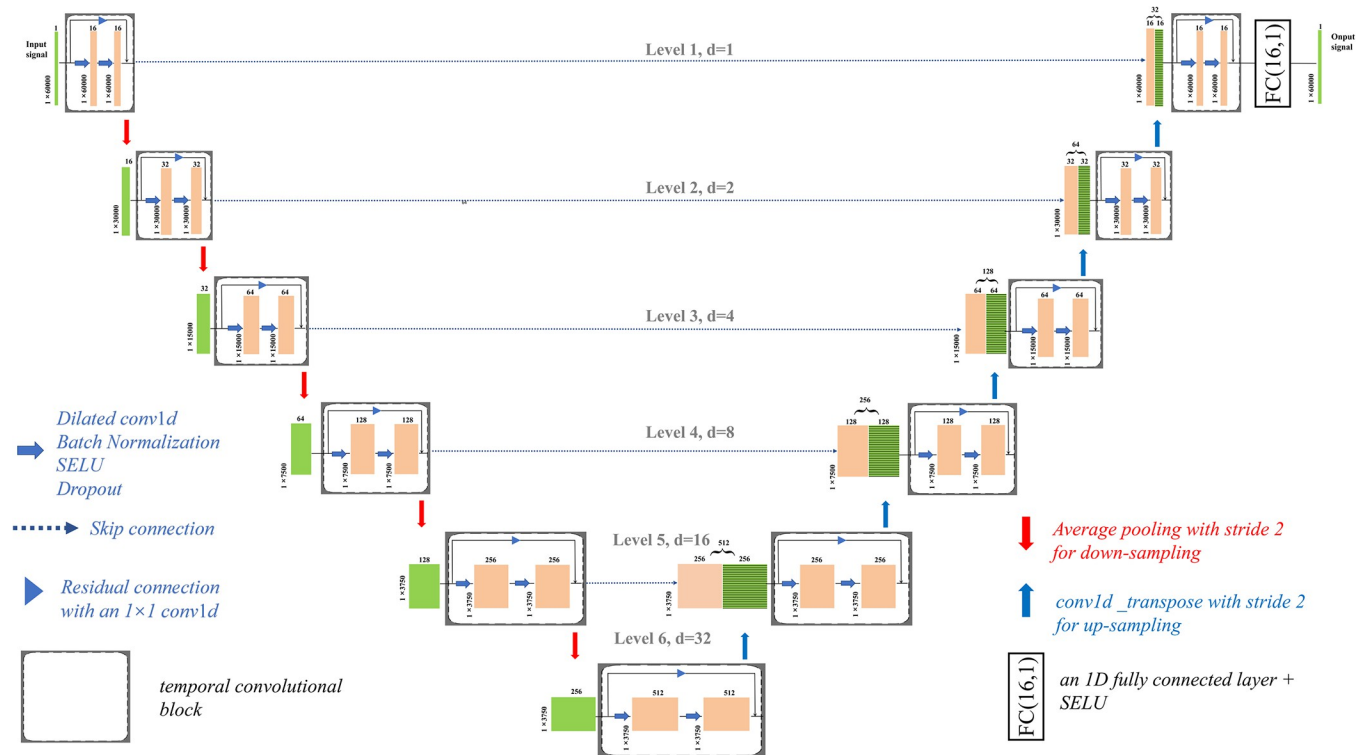 1
Input
signal
1×60000
16 16
1×60000
1×60000
Level 1, d=1
32
16 16
1×60000
16 16
1×60000
1×60000
FC(16,1)
1
Onput
signal
1×60000
16
1×30000
32 32
1×30000
1×30000
Level 2, d=2
64
32 32
1×30000
32 32
1×30000
1×30000
32
1×15000
64 64
1×15000
1×15000
Level 3, d=4
128
64 64
1×15000
64 64
1×15000
1×15000
64
1×7500
128 128
1×7500
1×7500
Level 4, d=8
256
128 128
1×7500
128 128
1×7500
1×7500
128
1×3750
256 256
1×3750
1×3750
Level 5, d=16
512
256 256
1×3750
256 256
1×3750
1×3750
256
1×3750
Level 6, d=32
512 512
1×3750
1×3750
Dilated conv1d
Batch Normalization
SELU
Dropout
Skip connection
Residual connection
with an 1×1 conv1d
temporal convolutional
block
Average pooling with stride 2
for down-sampling
conv1d _transpose with stride 2
for up-sampling
FC(16,1)
an 1D fully connected layer +
SELU